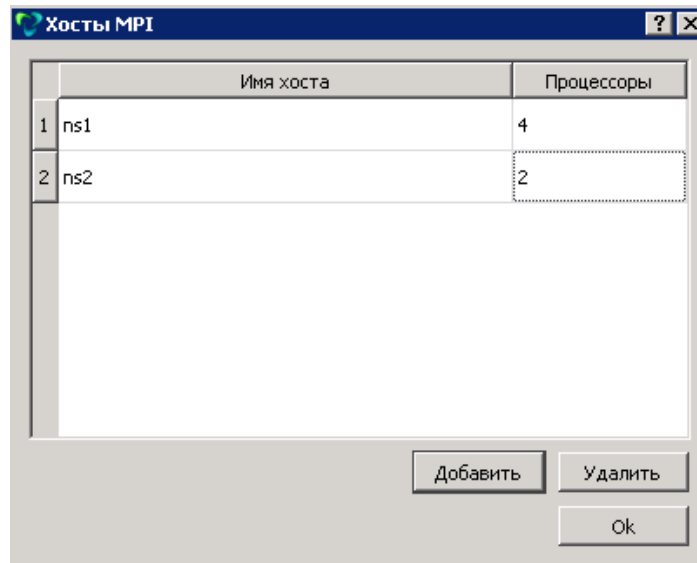 Хосты MPI
Имя хоста Процессоры
1 ns1 4
2 ns2 2
Добавить Удалить
Ok